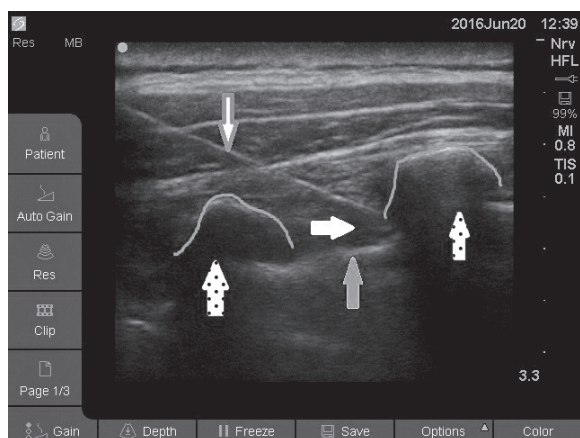 2016Jun20 12:39
Res MB
Nrv
HFL
99%
MI
0.8
TIS
0.1
Patient
Auto Gain
Res
Clip
Page 1/3
3.3
Gain Depth Freeze Save Options Color